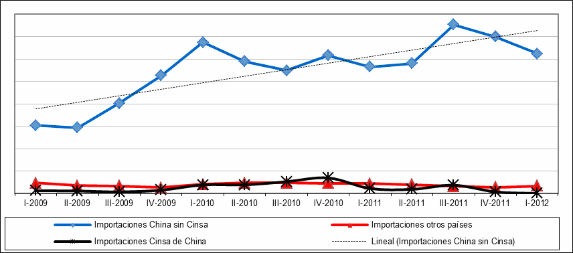 I-2009 II-2009 III-2009 IV-2009 I-2010 II-2010 III-2010 IV-2010 I-2011 II-2011 III-2011 IV-2011 I-2012
Importaciones China sin Cinsa Importaciones otros países
Importaciones Cinsa de China Lineal (Importaciones China sin Cinsa)